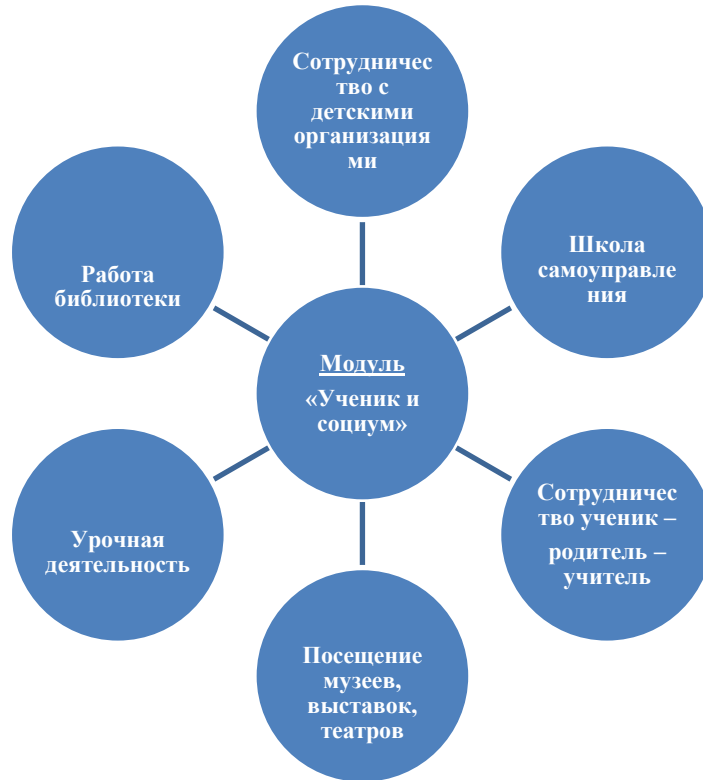 Сотрудничес
тво с
детскими
организация
ми
Школа
самоуправле
ния
Сотрудничес
тво ученик –
родитель –
учитель
Посещение
музеев,
выставок,
театров
Урочная
деятельность
Работа
библиотеки
Модуль
«Ученик и
социум»